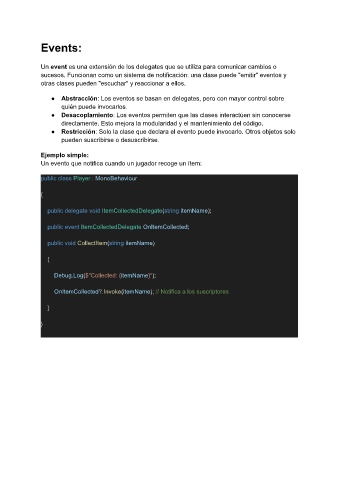 Events:
Un event es una extensión de los delegates que se utiliza para comunicar cambios o
sucesos. Funcionan como un sistema de notificación: una clase puede "emitir" eventos y
otras clases pueden "escuchar" y reaccionar a ellos.
● Abstracción: Los eventos se basan en delegates, pero con mayor control sobre
quién puede invocarlos.
● Desacoplamiento: Los eventos permiten que las clases interactúen sin conocerse
directamente. Esto mejora la modularidad y el mantenimiento del código.
● Restricción: Solo la clase que declara el evento puede invocarlo. Otros objetos solo
pueden suscribirse o desuscribirse.
Ejemplo simple:
Un evento que notifica cuando un jugador recoge un ítem:
public class Player : MonoBehaviour
{
public delegate void ItemCollectedDelegate(string itemName);
public event ItemCollectedDelegate OnItemCollected;
public void CollectItem(string itemName)
{
Debug.Log($"Collected: {itemName}");
OnItemCollected?.Invoke(itemName); // Notifica a los suscriptores
}
}